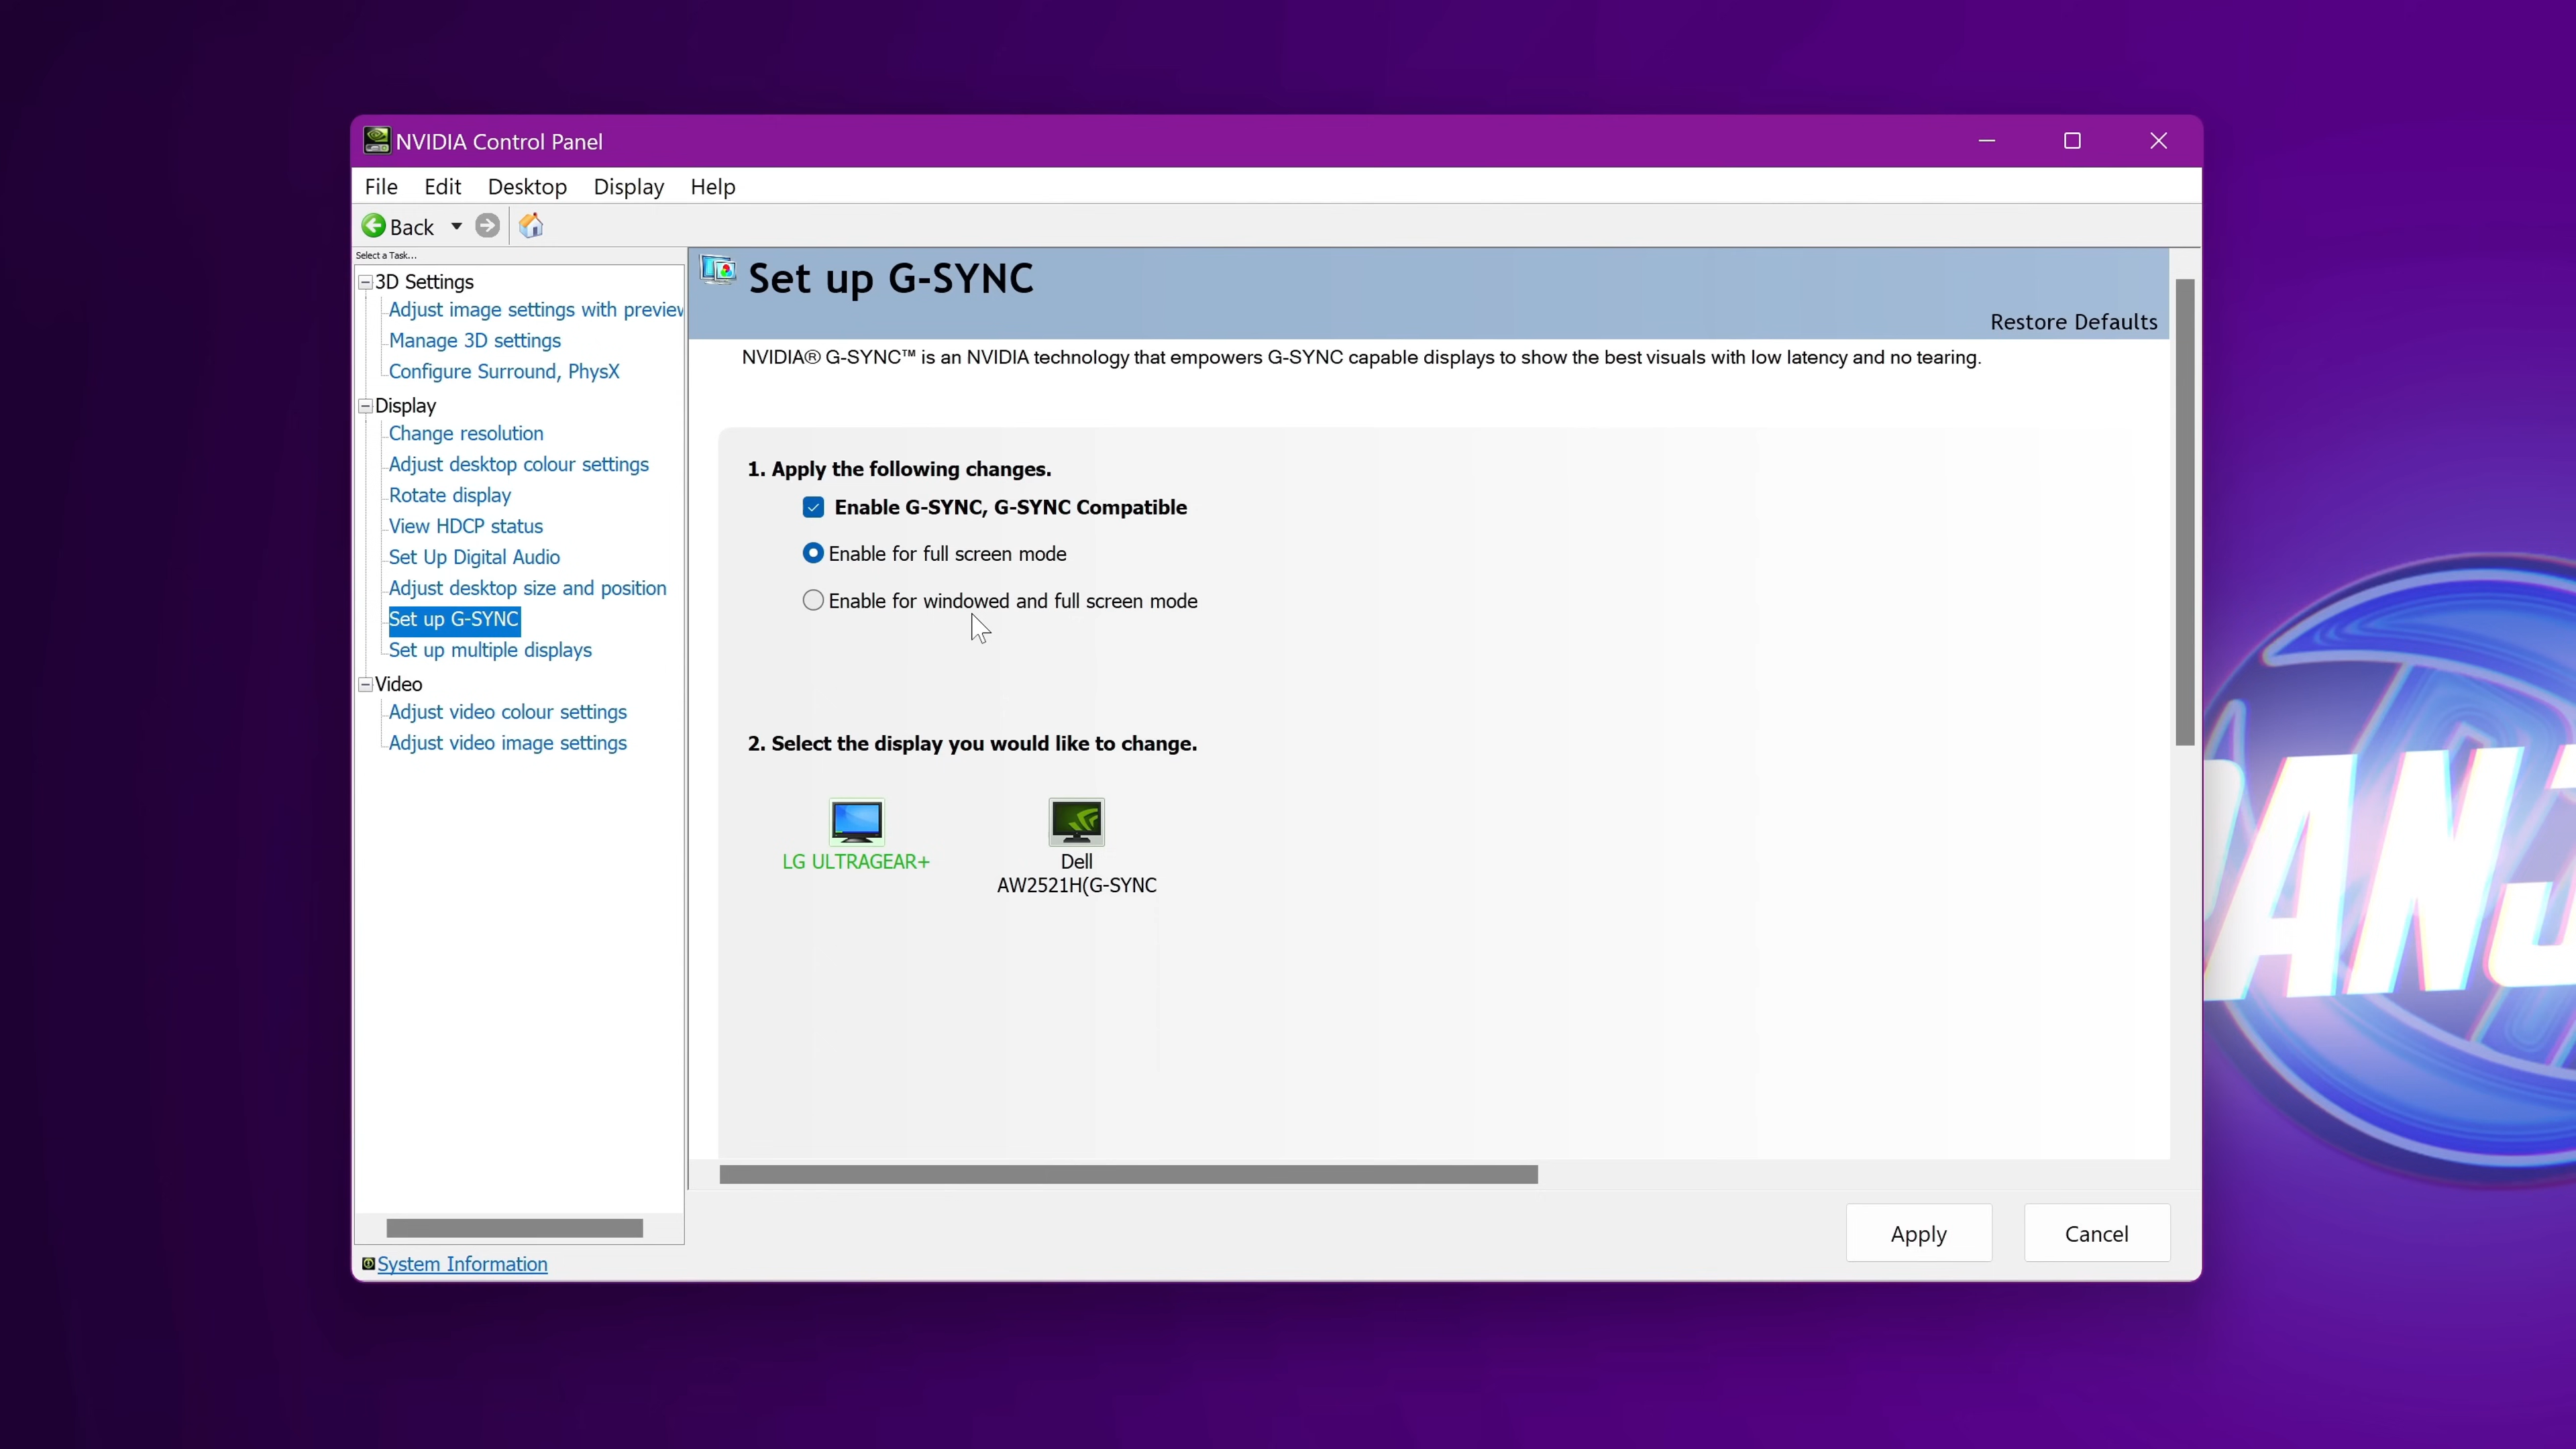 NVIDIA Control Panel
File Edit Desktop Display Help
Back
Select a Task...
3D Settings
Adjust image settings with preview
Manage 3D settings
Configure Surround, PhysX
Display
Change resolution
Adjust desktop colour settings
Rotate display
View HDCP status
Set Up Digital Audio
Adjust desktop size and position
Set up G-SYNC
Set up multiple displays
Video
Adjust video colour settings
Adjust video image settings
System Information
Set up G-SYNC
Restore Defaults
NVIDIA® G-SYNC™ is an NVIDIA technology that empowers G-SYNC capable displays to show the best visuals with low latency and no tearing.
1. Apply the following changes.
Enable G-SYNC, G-SYNC Compatible
Enable for full screen mode
Enable for windowed and full screen mode
2. Select the display you would like to change.
LG ULTRAGEAR+
Dell
AW2521H(G-SYNC
Apply Cancel